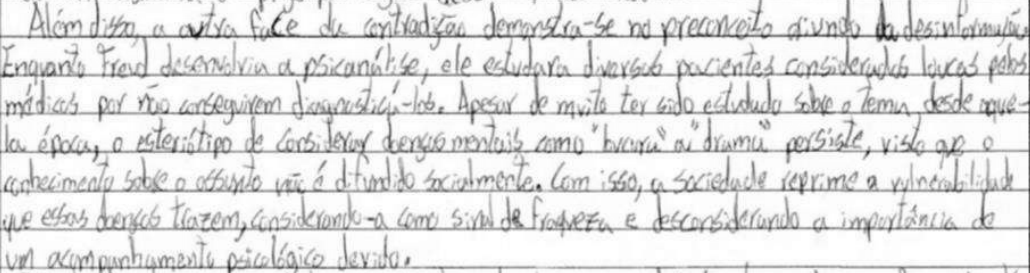 Além disso, a outra face da contradição demonstra-se no preconceito oriundo da desinformação.
Enquanto Freud desenvolvia a psicanálise, ele estudara diversos pacientes considerados loucos pelos
médicos por não conseguirem diagnosticá-los. Apesar de muito ter sido estudado sobre o tema desde aque-
la época, o esteriótipo de considerar doenças mentais como "loucura" ou "drama" persiste, visto que o
conhecimento sobre o assunto não é difundido socialmente. Com isso, a sociedade reprime a vulnerabilidade
que essas doenças trazem, considerando-a como sinal de fraqueza e desconsiderando a importância de
um acompanhamento psicológico devido.